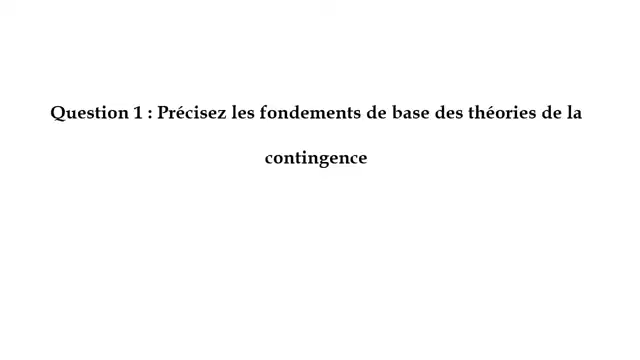 Question 1 : Précisez les fondements de base des théories de la
contingence